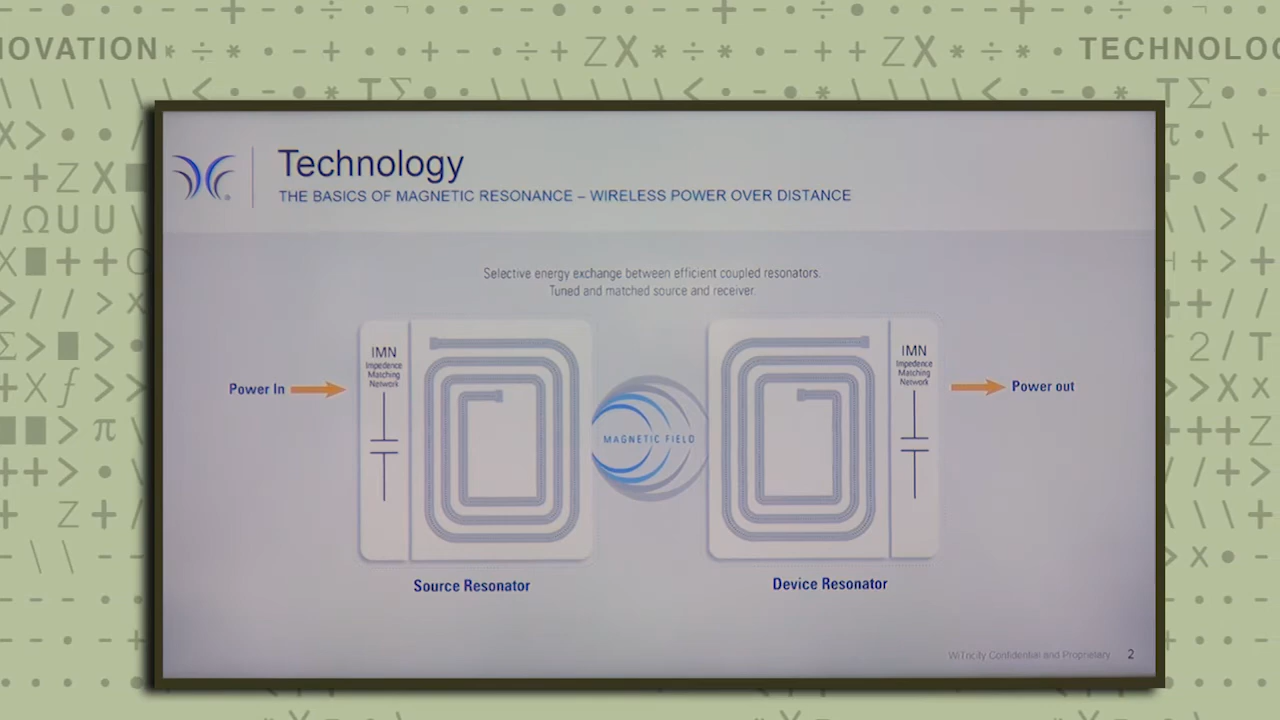 NOVATION
TECHNOLOG
Technology
THE BASICS OF MAGNETIC RESONANCE – WIRELESS POWER OVER DISTANCE
Selective energy exchange between efficient coupled resonators.
Tuned and matched source and receiver.
IMN
Impedence
Matching
Network
Power In
MAGNETIC FIELD
IMN
Impedence
Matching
Network
Power out
Source Resonator
Device Resonator
WiTricity Confidential and Proprietary 2